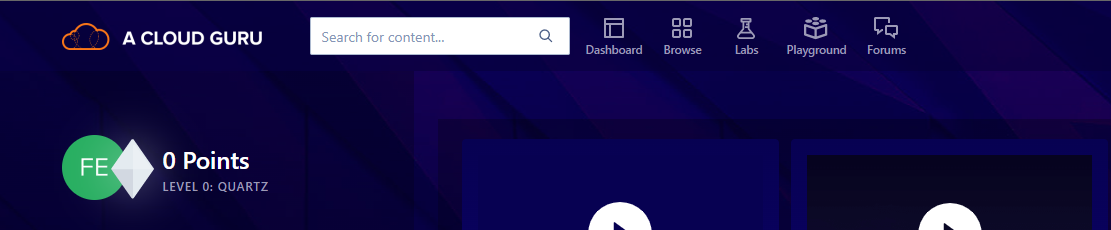 A CLOUD GURU
Search for content...
Dashboard
Browse
Labs
Playground
Forums
FE
0 Points
LEVEL 0: QUARTZ